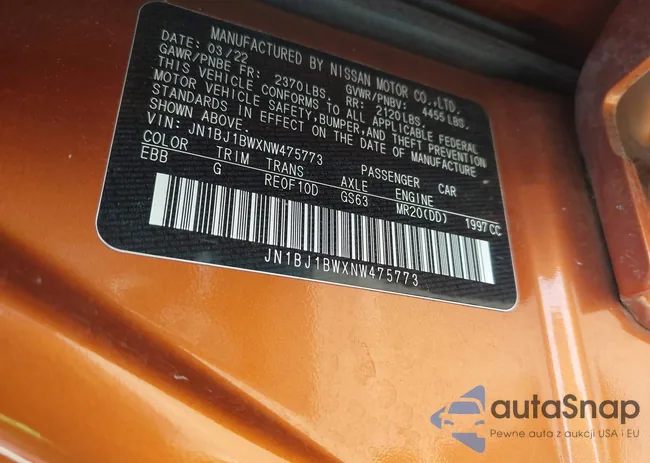 MANUFACTURED BY NISSAN MOTOR CO.,LTD.
DATE: 03/22 GVWR/PNBV: 4455 LBS.
GAWR/PNBE FR: 2370LBS. RR: 2120LBS.
THIS VEHICLE CONFORMS TO ALL APPLICABLE FEDERAL
MOTOR VEHICLE SAFETY,BUMPER,AND THEFT PREVENTION
STANDARDS IN EFFECT ON THE DATE OF MANUFACTURE
SHOWN ABOVE.
VIN: JN1BJ1BWXNW475773 PASSENGER CAR
COLOR TRIM TRANS AXLE ENGINE
EBB G RE0F10D GS63 MR20(DD) 1997CC
JN1BJ1BWXNW475773
autaSnap
Pewne auta z aukcji USA i EU